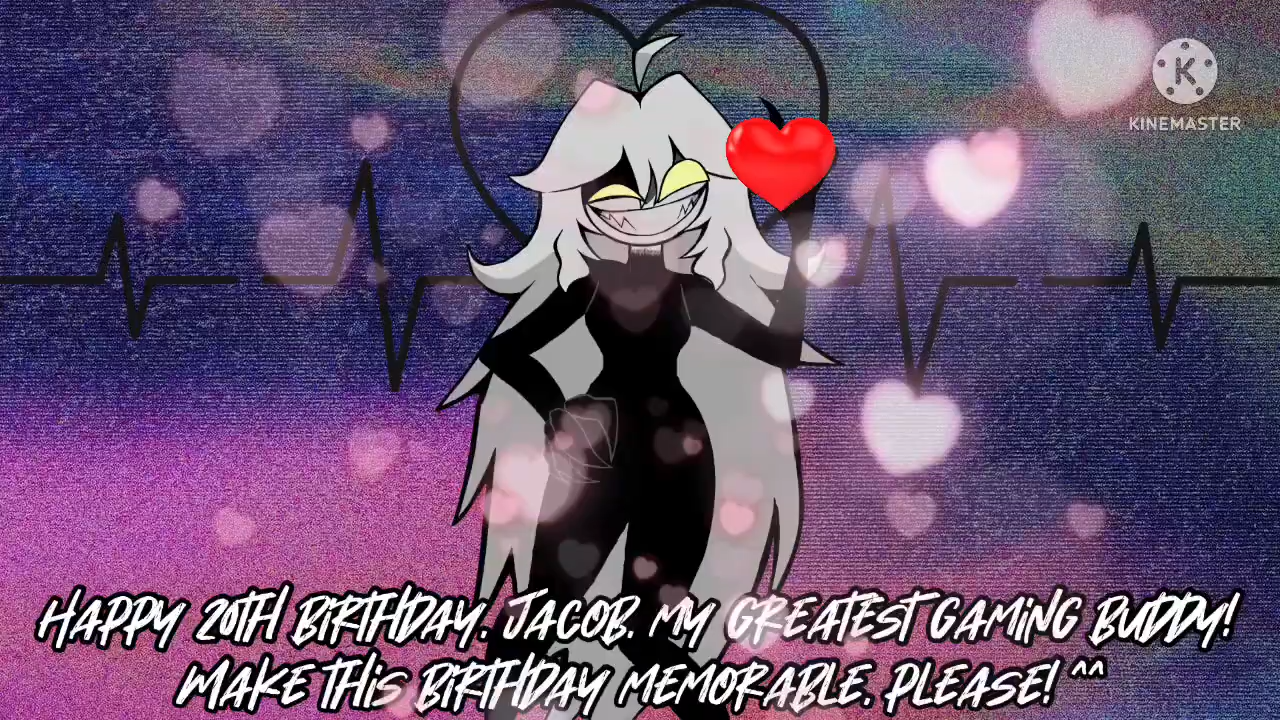 K
KINEMASTER
HAPPY 20TH BIRTHDAY, JACOB, MY GREATEST GAMING BUDDY!
MAKE THIS BIRTHDAY MEMORABLE, PLEASE! ^^